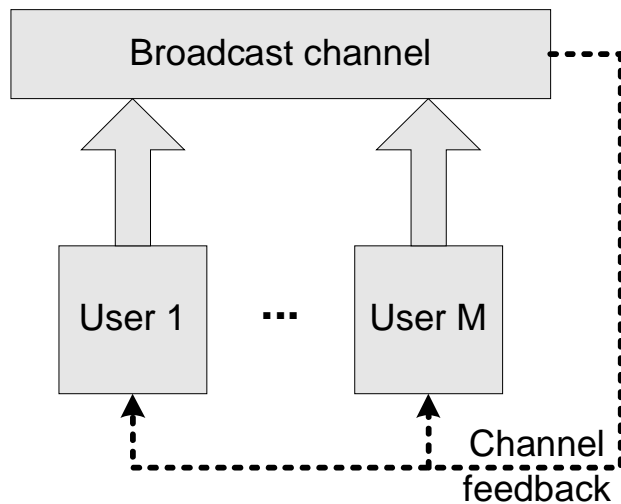 Broadcast channel
User 1
...
User M
Channel
feedback